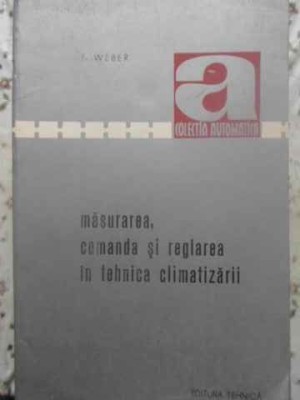 I. WEBER
a
COLECȚIA AUTOMATICA
măsurarea,
comanda și reglarea
în tehnica climatizării
EDITURA TEHNICĂ